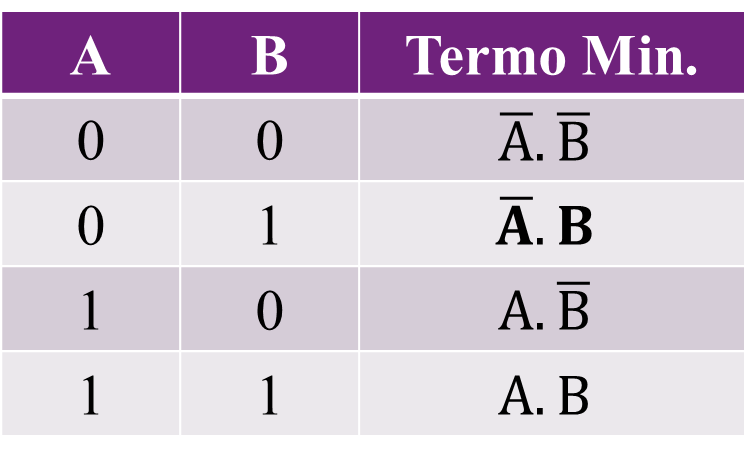 A B Termo Min.
0 0 A̅. B̅
0 1 A̅. B
1 0 A. B̅
1 1 A. B